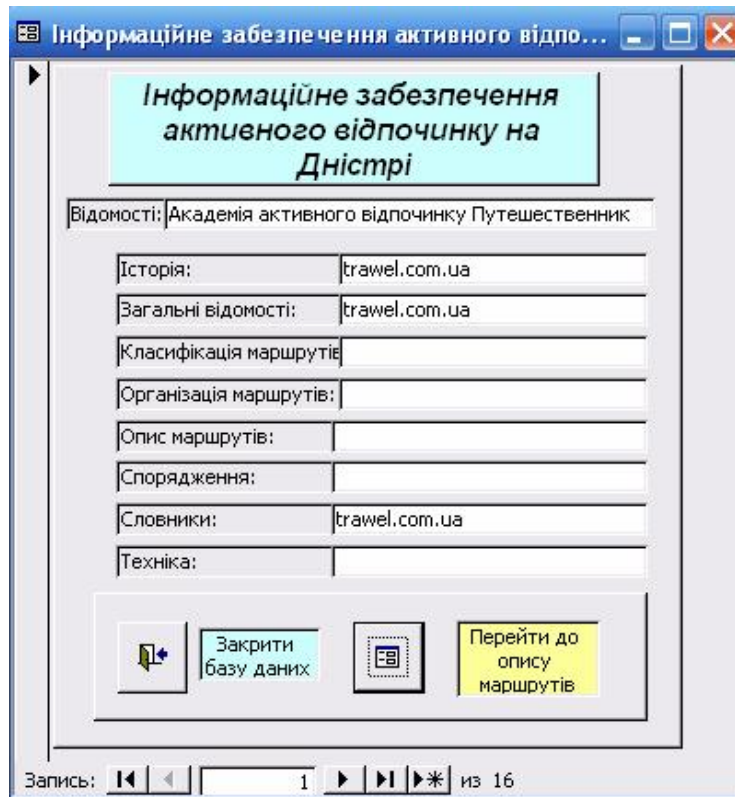 Інформаційне забезпечення активного відпо...
Інформаційне забезпечення
активного відпочинку на
Дністрі
Відомості: Академія активного відпочинку Путешественник
Історія: trawel.com.ua
Загальні відомості: trawel.com.ua
Класифікація маршрутів
Організація маршрутів:
Опис маршрутів:
Спорядження:
Словники: trawel.com.ua
Техніка:
Закрити
базу даних
Перейти до
опису
маршрутів
Запись: 1 из 16